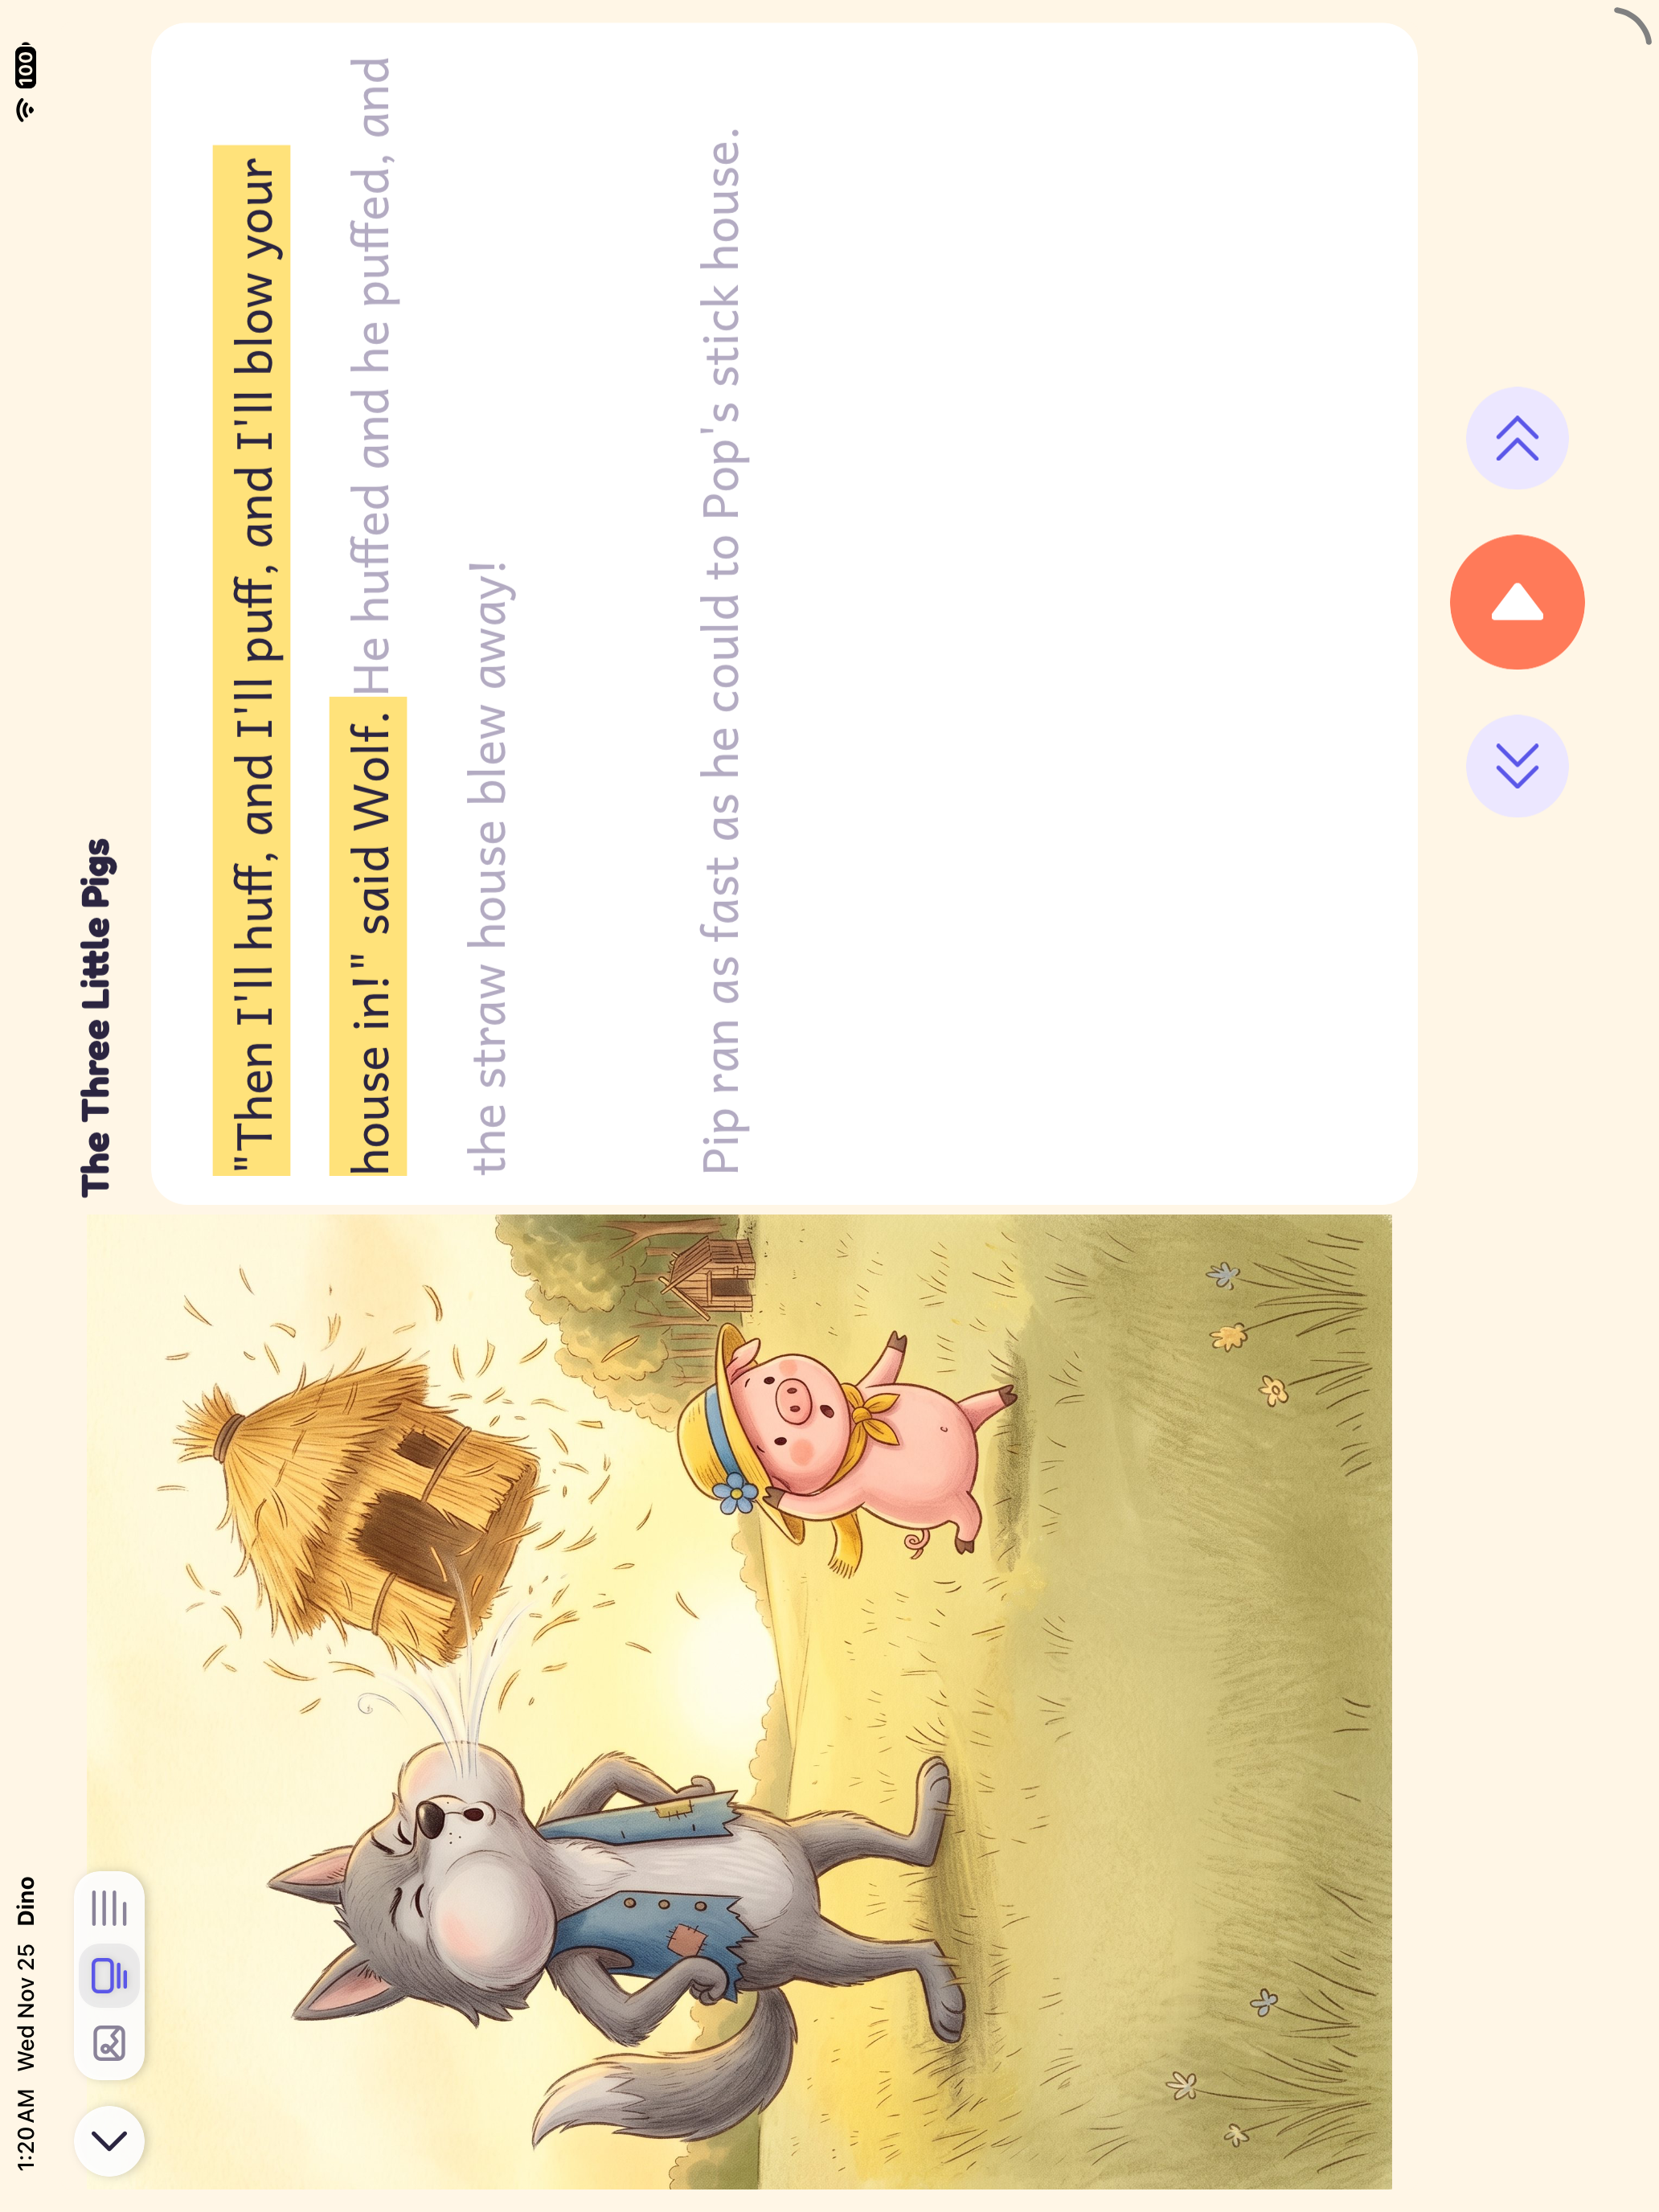 1:20 AM Wed Nov 25 Dino
100
The Three Little Pigs
"Then I'll huff, and I'll puff, and I'll blow your
house in!" said Wolf. He huffed and he puffed, and
the straw house blew away!
Pip ran as fast as he could to Pop's stick house.